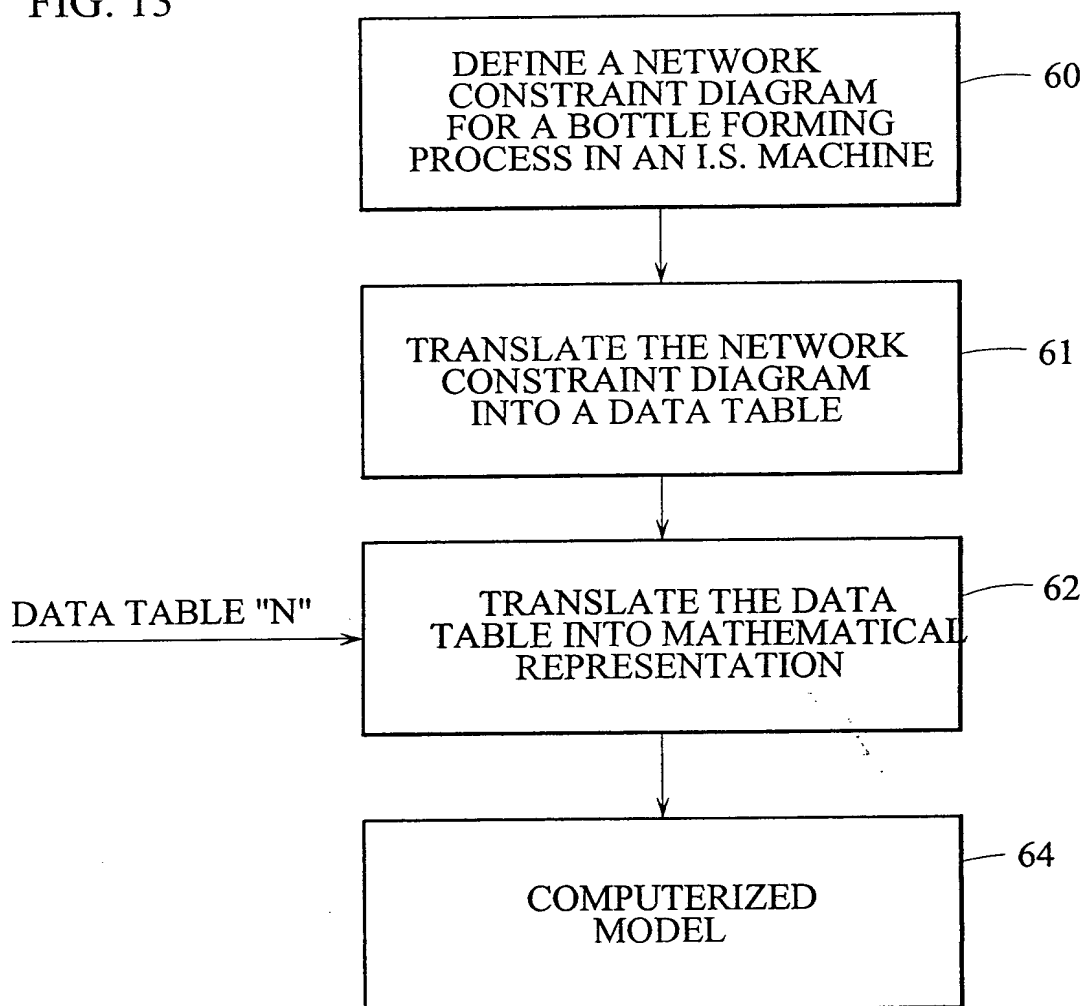 FIG. 13
DEFINE A NETWORK
CONSTRAINT DIAGRAM
FOR A BOTTLE FORMING
PROCESS IN AN I.S. MACHINE
60
TRANSLATE THE NETWORK
CONSTRAINT DIAGRAM
INTO A DATA TABLE
61
DATA TABLE "N"
TRANSLATE THE DATA
TABLE INTO MATHEMATICAL
REPRESENTATION
62
COMPUTERIZED
MODEL
64